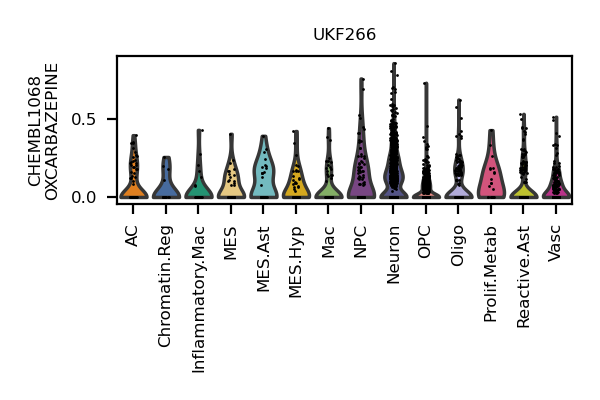 UKF266
CHEMBL1068
OXCARBAZEPINE
0.5
0.0
AC
Chromatin.Reg
Inflammatory.Mac
MES
MES.Ast
MES.Hyp
Mac
NPC
Neuron
OPC
Oligo
Prolif.Metab
Reactive.Ast
Vasc